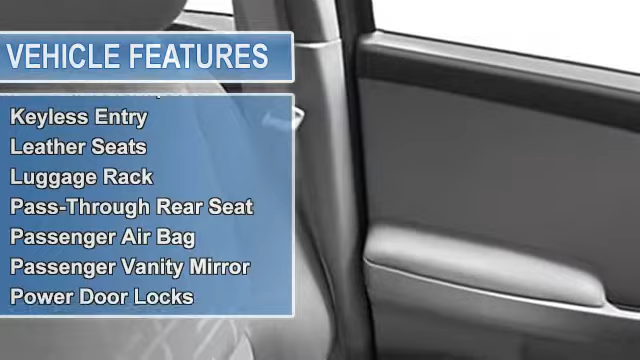 VEHICLE FEATURES
Keyless Entry
Leather Seats
Luggage Rack
Pass-Through Rear Seat
Passenger Air Bag
Passenger Vanity Mirror
Power Door Locks